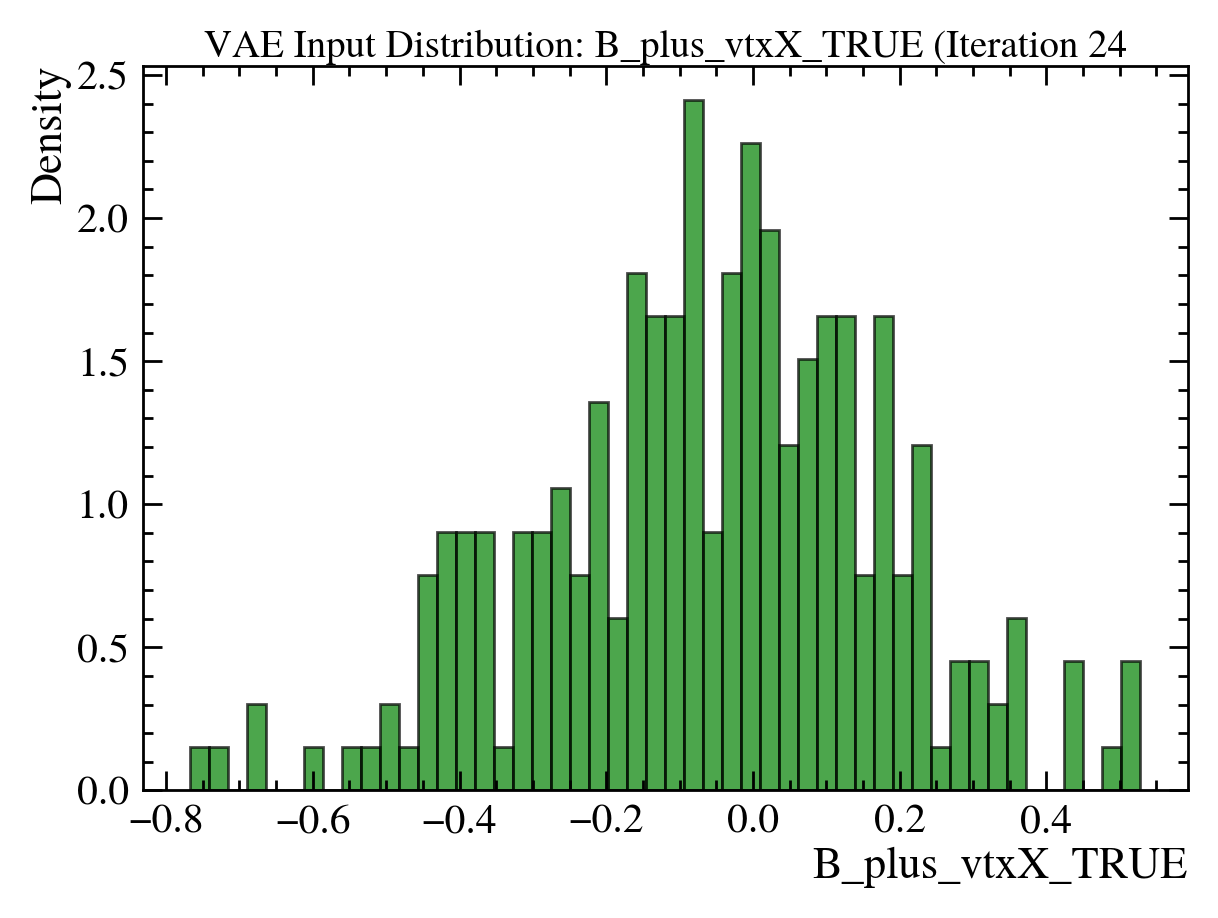 VAE Input Distribution: B_plus_vtxX_TRUE (Iteration 24
Density
2.5
2.0
1.5
1.0
0.5
0.0
−0.8 −0.6 −0.4 −0.2 0.0 0.2 0.4
B_plus_vtxX_TRUE